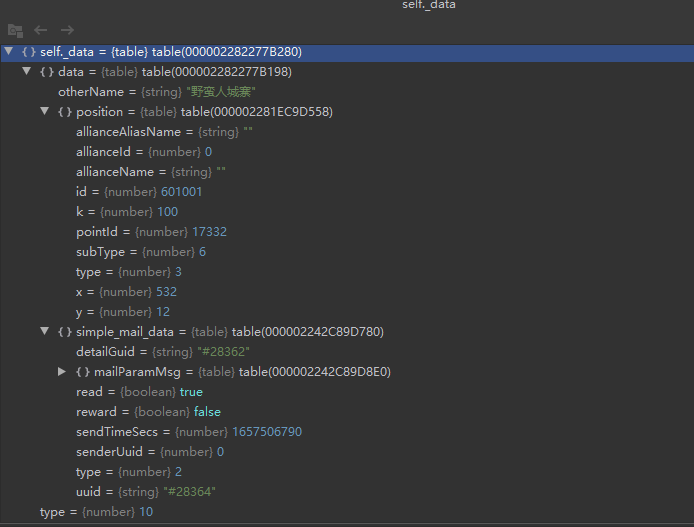 self._data
self._data = {table} table(000002282277B280)
data = {table} table(000002282277B198)
otherName = {string} "野蛮人城寨"
position = {table} table(000002281EC9D558)
allianceAliasName = {string} ""
allianceId = {number} 0
allianceName = {string} ""
id = {number} 601001
k = {number} 100
pointId = {number} 17332
subType = {number} 6
type = {number} 3
x = {number} 532
y = {number} 12
simple_mail_data = {table} table(000002242C89D780)
detailGuid = {string} "#28362"
mailParamMsg = {table} table(000002242C89D8E0)
read = {boolean} true
reward = {boolean} false
sendTimeSecs = {number} 1657506790
senderUuid = {number} 0
type = {number} 2
uuid = {string} "#28364"
type = {number} 10